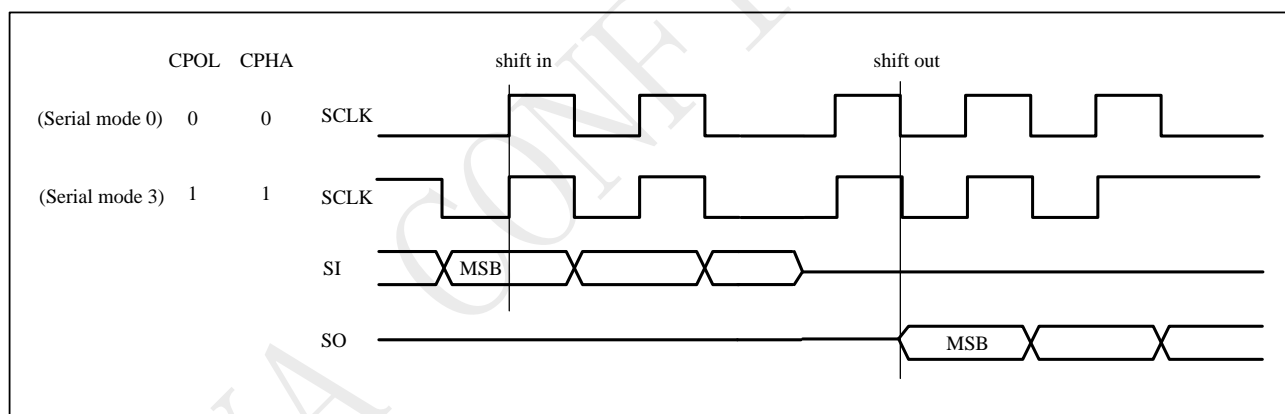 CPOL CPHA shift in shift out
(Serial mode 0) 0 0 SCLK
(Serial mode 3) 1 1 SCLK
SI MSB
SO MSB